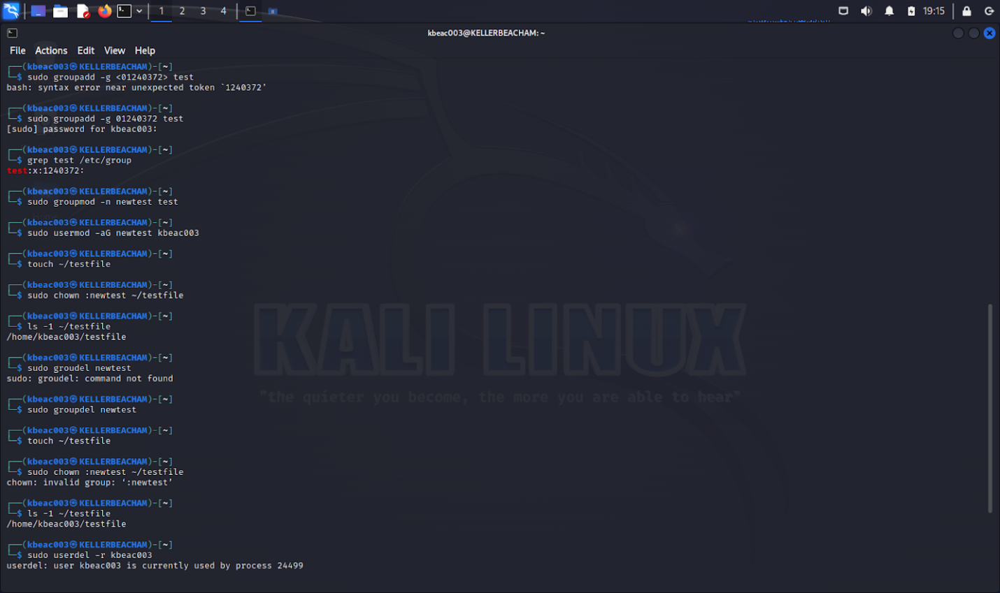 1 2 3 4
19:15
kbeac003@KELLERBEACHAM: ~
File Actions Edit View Help
┌──(kbeac003㉿KELLERBEACHAM)-[~]
└─$ sudo groupadd -g <01240372> test
bash: syntax error near unexpected token `1240372'
┌──(kbeac003㉿KELLERBEACHAM)-[~]
└─$ sudo groupadd -g 01240372 test
[sudo] password for kbeac003:
┌──(kbeac003㉿KELLERBEACHAM)-[~]
└─$ grep test /etc/group
test:x:1240372:
┌──(kbeac003㉿KELLERBEACHAM)-[~]
└─$ sudo groupmod -n newtest test
┌──(kbeac003㉿KELLERBEACHAM)-[~]
└─$ sudo usermod -aG newtest kbeac003
┌──(kbeac003㉿KELLERBEACHAM)-[~]
└─$ touch ~/testfile
┌──(kbeac003㉿KELLERBEACHAM)-[~]
└─$ sudo chown :newtest ~/testfile
┌──(kbeac003㉿KELLERBEACHAM)-[~]
└─$ ls -1 ~/testfile
/home/kbeac003/testfile
┌──(kbeac003㉿KELLERBEACHAM)-[~]
└─$ sudo groudel newtest
sudo: groudel: command not found
┌──(kbeac003㉿KELLERBEACHAM)-[~]
└─$ sudo groupdel newtest
┌──(kbeac003㉿KELLERBEACHAM)-[~]
└─$ touch ~/testfile
┌──(kbeac003㉿KELLERBEACHAM)-[~]
└─$ sudo chown :newtest ~/testfile
chown: invalid group: ‘:newtest’
┌──(kbeac003㉿KELLERBEACHAM)-[~]
└─$ ls -1 ~/testfile
/home/kbeac003/testfile
┌──(kbeac003㉿KELLERBEACHAM)-[~]
└─$ sudo userdel -r kbeac003
userdel: user kbeac003 is currently used by process 24499
KALI LINUX
"the quieter you become, the more you are able to hear"